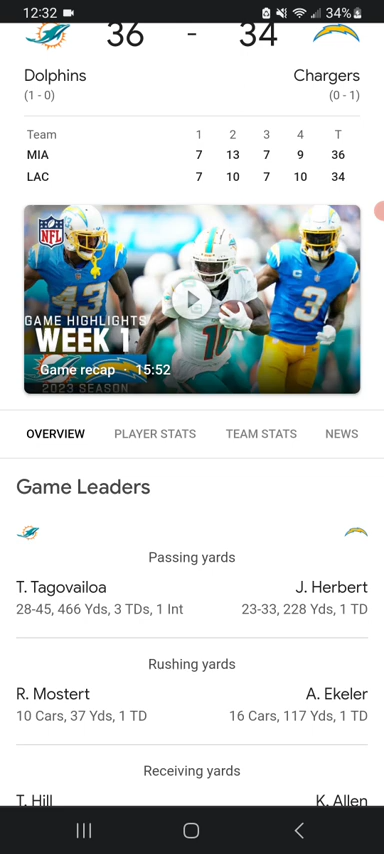 12:32
34%
36 - 34
Dolphins Chargers
(1 - 0) (0 - 1)
Team 1 2 3 4 T
MIA 7 13 7 9 36
LAC 7 10 7 10 34
NFL
43
10
3
GAME HIGHLIGHTS
WEEK 1
Game recap · 15:52
2023 SEASON
OVERVIEW PLAYER STATS TEAM STATS NEWS
Game Leaders
Passing yards
T. Tagovailoa J. Herbert
28-45, 466 Yds, 3 TDs, 1 Int 23-33, 228 Yds, 1 TD
Rushing yards
R. Mostert A. Ekeler
10 Cars, 37 Yds, 1 TD 16 Cars, 117 Yds, 1 TD
Receiving yards
T. Hill K. Allen